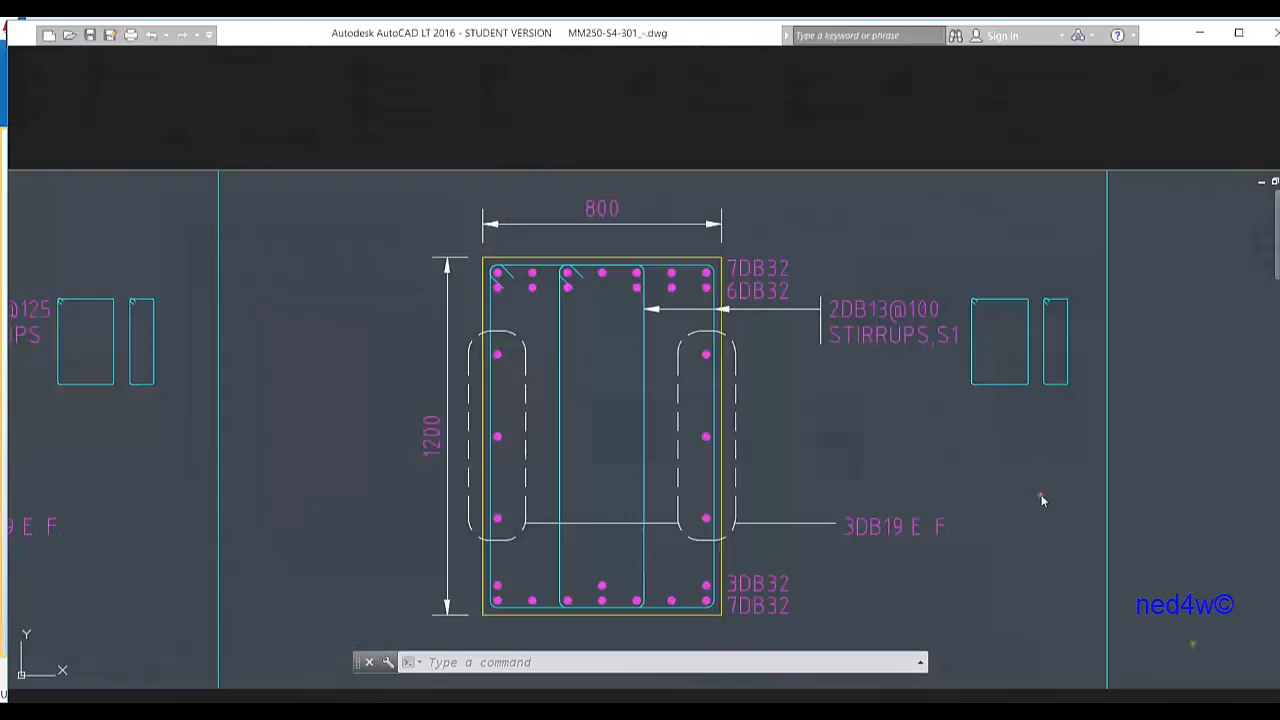 Autodesk AutoCAD LT 2016 - STUDENT VERSION MM250-S4-301_-.dwg
Type a keyword or phrase
Sign In
800
7DB32
6DB32
@125
IPS
2DB13@100
STIRRUPS,S1
1200
9 E. F.
3DB19 E. F
3DB32
7DB32
ned4w©
Y
X
Type a command